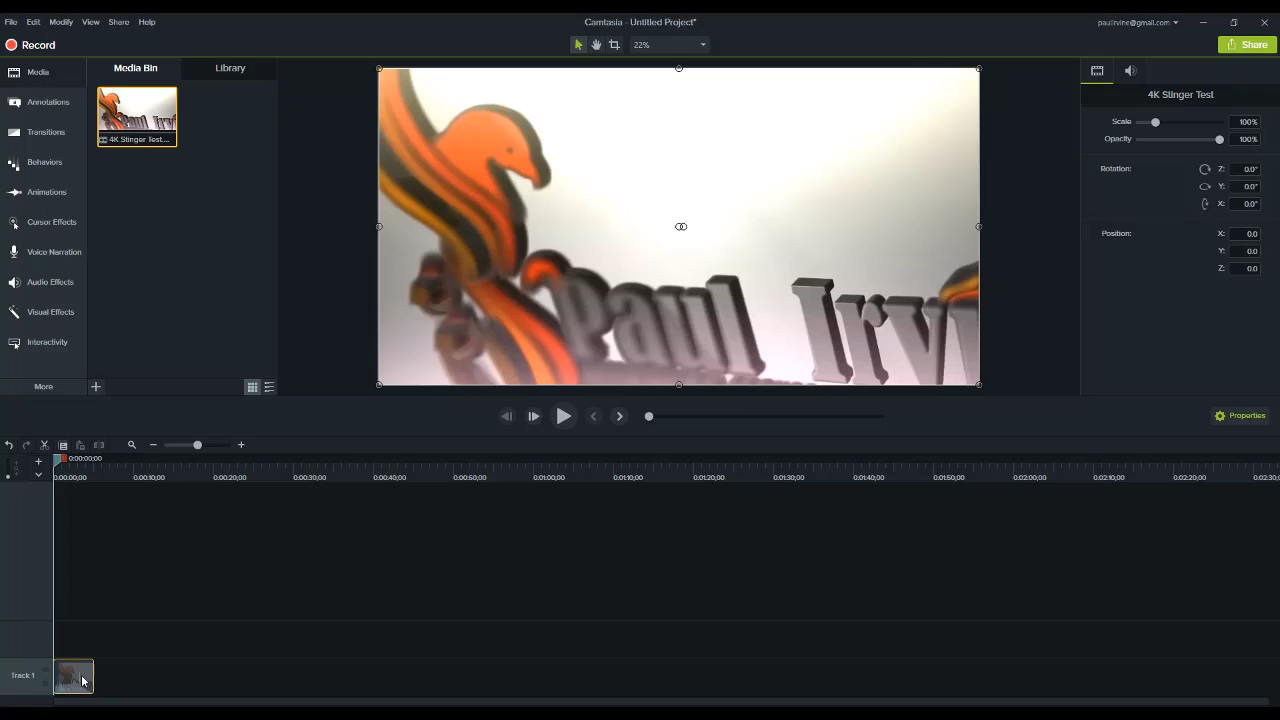 File Edit Modify View Share Help
Camtasia - Untitled Project*
paulirvine@gmail.com
Record
22%
Share
Media
Annotations
Transitions
Behaviors
Animations
Cursor Effects
Voice Narration
Audio Effects
Visual Effects
Interactivity
More
Media Bin Library
4K Stinger Test...
Paul Irv
Paul Irv
4K Stinger Test
Scale 100%
Opacity 100%
Rotation: Z: 0.0°
Y: 0.0°
X: 0.0°
Position: X: 0.0
Y: 0.0
Z: 0.0
Properties
0:00:00;00
0:00:00;00 0:00:10;00 0:00:20;00 0:00:30;00 0:00:40;00 0:00:50;00 0:01:00;00 0:01:10;00 0:01:20;00 0:01:30;00 0:01:40;00 0:01:50;00 0:02:00;00 0:02:10;00 0:02:20;00 0:02:30;
Track 1